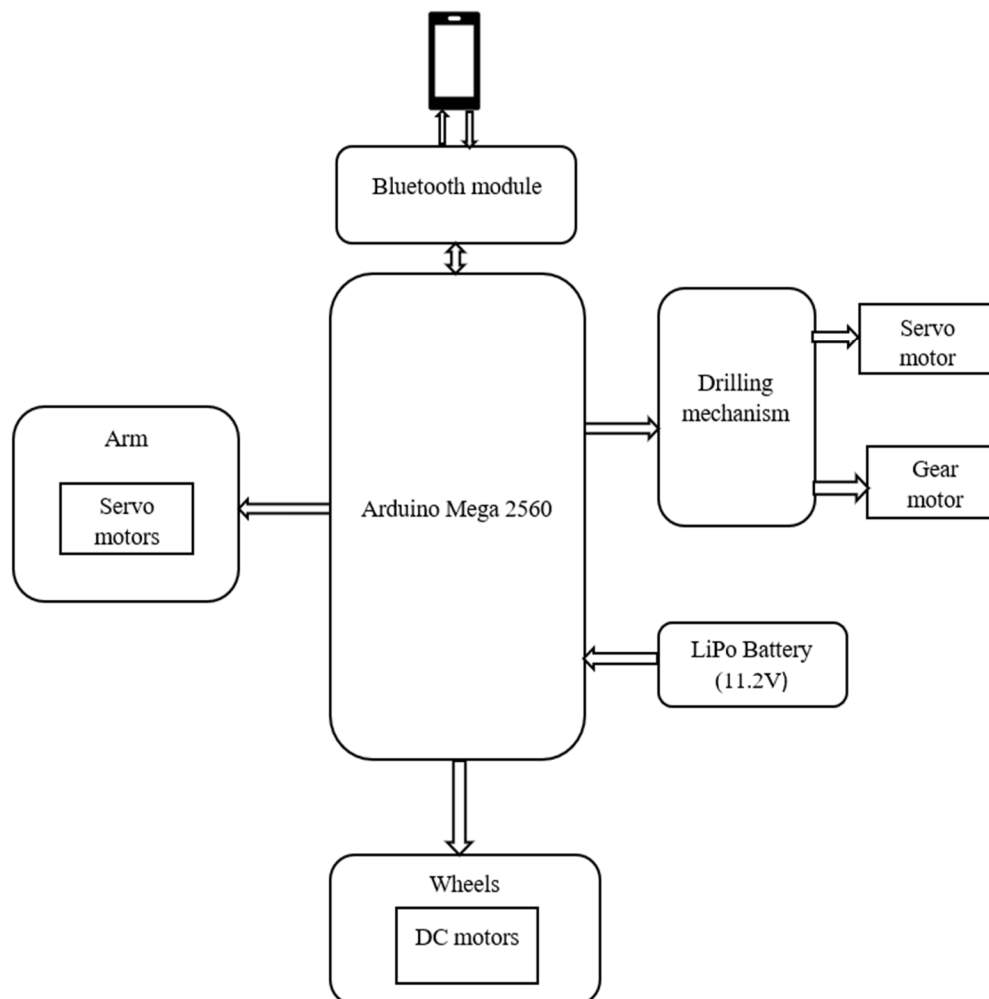 Bluetooth module
Servo
motor
Drilling
mechanism
Arm
Servo
motors
Arduino Mega 2560
Gear
motor
LiPo Battery
(11.2V)
Wheels
DC motors